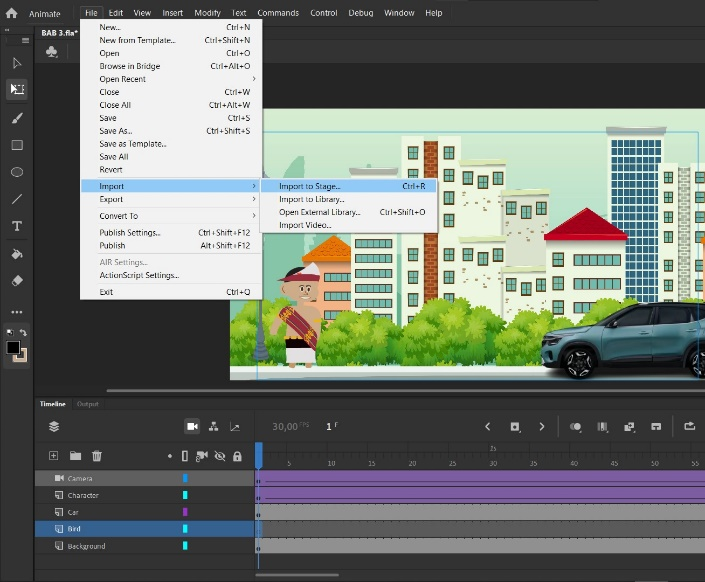 Animate File Edit View Insert Modify Text Commands Control Debug Window Help
BAB 3.fla*
New... Ctrl+N
New from Template... Ctrl+Shift+N
Open Ctrl+O
Browse in Bridge Ctrl+Alt+O
Open Recent
Close Ctrl+W
Close All Ctrl+Alt+W
Save Ctrl+S
Save As... Ctrl+Shift+S
Save as Template...
Save All
Revert
Import
Export
Convert To
Publish Settings... Ctrl+Shift+F12
Publish Alt+Shift+F12
AIR Settings...
ActionScript Settings...
Exit Ctrl+Q
Import to Stage... Ctrl+R
Import to Library...
Open External Library... Ctrl+Shift+O
Import Video...
Timeline Output
30,00 FPS 1 F
2s
5 10 15 20 25 30 35 40 45 50 55
Camera
Character
Car
Bird
Background